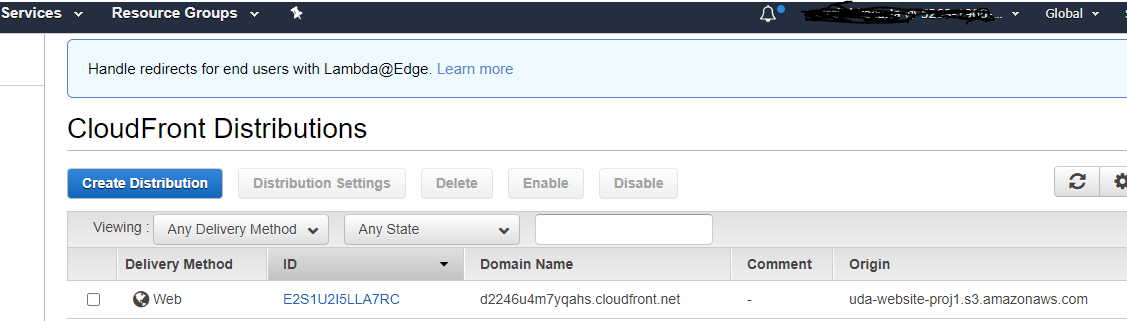 Services Resource Groups Global
Handle redirects for end users with Lambda@Edge. Learn more
CloudFront Distributions
Create Distribution Distribution Settings Delete Enable Disable
Viewing : Any Delivery Method Any State
Delivery Method ID Domain Name Comment Origin
Web E2S1U2I5LLA7RC d2246u4m7yqahs.cloudfront.net - uda-website-proj1.s3.amazonaws.com